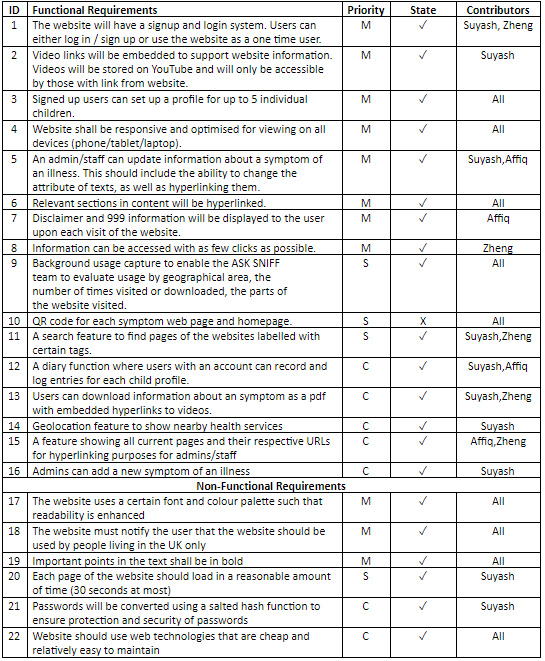 ID Functional Requirements Priority State Contributors
1 The website will have a signup and login system. Users can M ✓ Suyash, Zheng
either log in / sign up or use the website as a one time user.
2 Video links will be embedded to support website information. M ✓ Suyash
Videos will be stored on YouTube and will only be accessible
by those with link from website.
3 Signed up users can set up a profile for up to 5 individual M ✓ All
children.
4 Website shall be responsive and optimised for viewing on all M ✓ All
devices (phone/tablet/laptop).
5 An admin/staff can update information about a symptom of M ✓ Suyash,Affiq
an illness. This should include the ability to change the
attribute of texts, as well as hyperlinking them.
6 Relevant sections in content will be hyperlinked. M ✓ All
7 Disclaimer and 999 information will be displayed to the user M ✓ Affiq
upon each visit of the website.
8 Information can be accessed with as few clicks as possible. M ✓ Zheng
9 Background usage capture to enable the ASK SNIFF S ✓ All
team to evaluate usage by geographical area, the
number of times visited or downloaded, the parts of
the website visited.
10 QR code for each symptom web page and homepage. S X All
11 A search feature to find pages of the websites labelled with S ✓ Suyash,Zheng
certain tags.
12 A diary function where users with an account can record and C ✓ Suyash,Affiq
log entries for each child profile.
13 Users can download information about an symptom as a pdf C ✓ Suyash,Zheng
with embedded hyperlinks to videos.
14 Geolocation feature to show nearby health services C ✓ Suyash
15 A feature showing all current pages and their respective URLs C ✓ Affiq,Zheng
for hyperlinking purposes for admins/staff
16 Admins can add a new symptom of an illness C ✓ Suyash
Non-Functional Requirements
17 The website uses a certain font and colour palette such that M ✓ All
readability is enhanced
18 The website must notify the user that the website should be M ✓ All
used by people living in the UK only
19 Important points in the text shall be in bold M ✓ All
20 Each page of the website should load in a reasonable amount S ✓ Suyash
of time (30 seconds at most)
21 Passwords will be converted using a salted hash function to C ✓ Suyash
ensure protection and security of passwords
22 Website should use web technologies that are cheap and C ✓ All
relatively easy to maintain